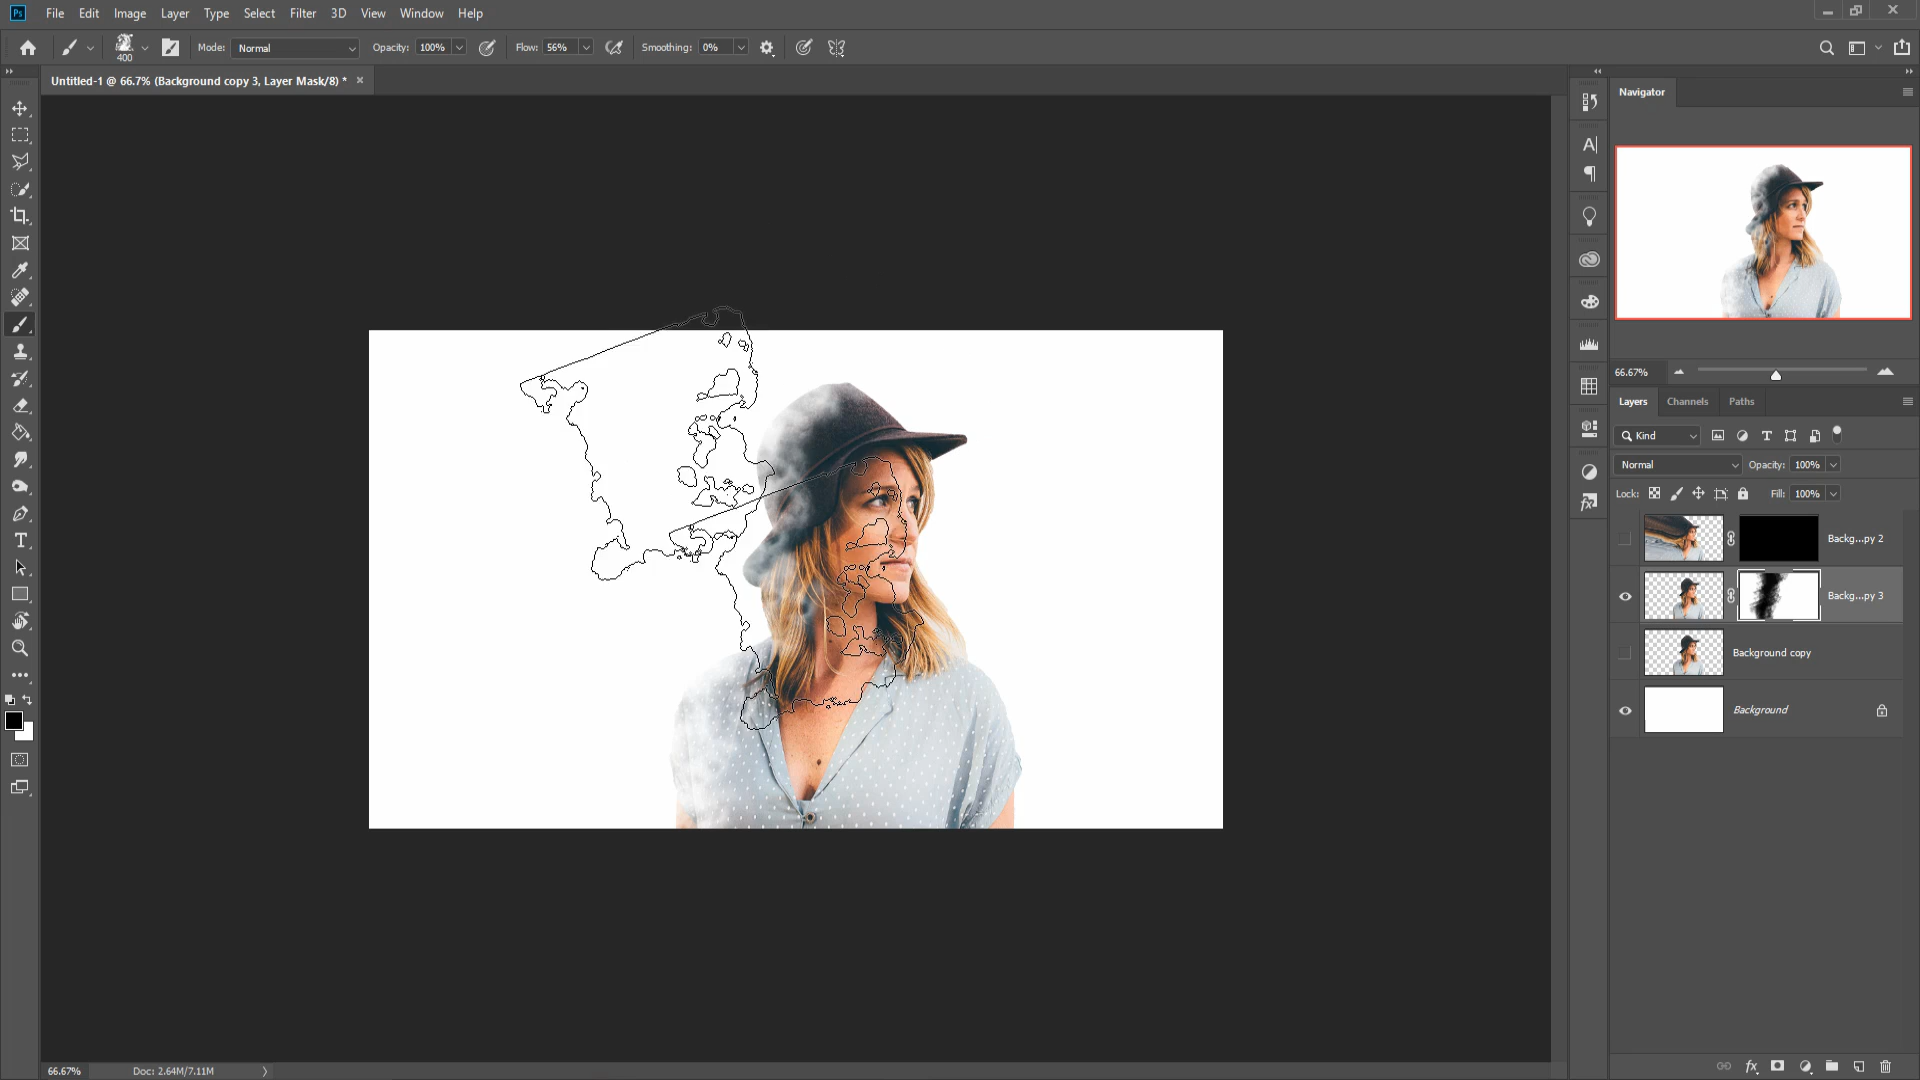 Ps File Edit Image Layer Type Select Filter 3D View Window Help
400 Mode: Normal Opacity: 100% Flow: 56% Smoothing: 0%
Untitled-1 @ 66.7% (Background copy 3, Layer Mask/8) *
Navigator
66.67%
Layers Channels Paths
Kind
Normal Opacity: 100%
Lock: Fill: 100%
Backg...py 2
Backg...py 3
Background copy
Background
66.67% Doc: 2.64M/7.11M